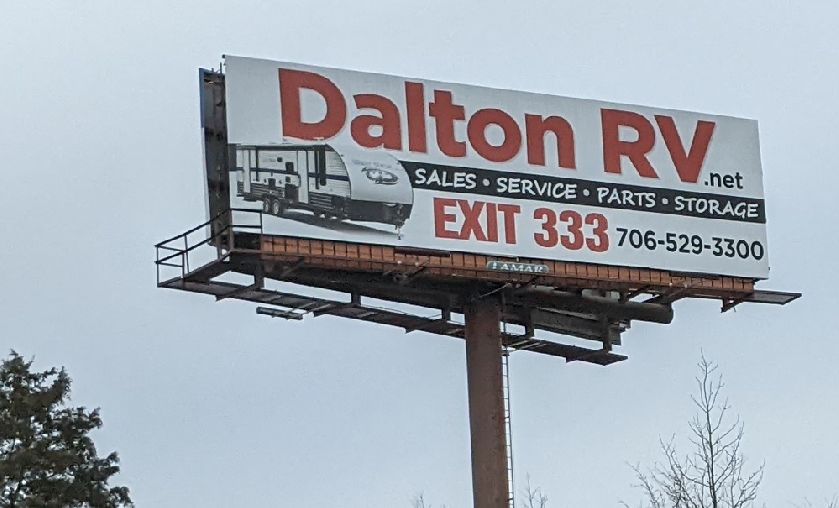 Dalton RV.net
SALES • SERVICE • PARTS • STORAGE
EXIT 333 706-529-3300
LAMAR